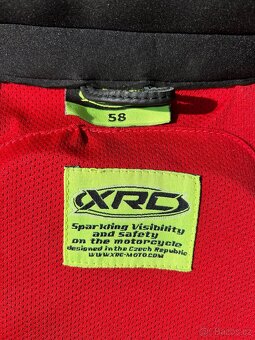 58
XRC
Sparkling Visibility
and safety
on the motorcycle
designed in the Czech Republic
WWW.XRC-MOTO.COM